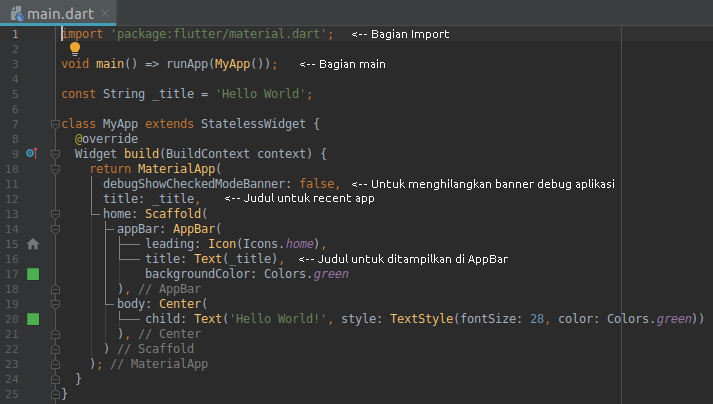 main.dart
1 import 'package:flutter/material.dart'; <-- Bagian Import
2
3 void main() => runApp(MyApp()); <-- Bagian main
4
5 const String _title = 'Hello World';
6
7 class MyApp extends StatelessWidget {
8 @override
9 Widget build(BuildContext context) {
10 return MaterialApp(
11 debugShowCheckedModeBanner: false, <-- Untuk menghilangkan banner debug aplikasi
12 title: _title, <-- Judul untuk recent app
13 home: Scaffold(
14 appBar: AppBar(
15 leading: Icon(Icons.home),
16 title: Text(_title), <-- Judul untuk ditampilkan di AppBar
17 backgroundColor: Colors.green
18 ), // AppBar
19 body: Center(
20 child: Text('Hello World!', style: TextStyle(fontSize: 28, color: Colors.green))
21 ), // Center
22 ) // Scaffold
23 ); // MaterialApp
24 }
25 }